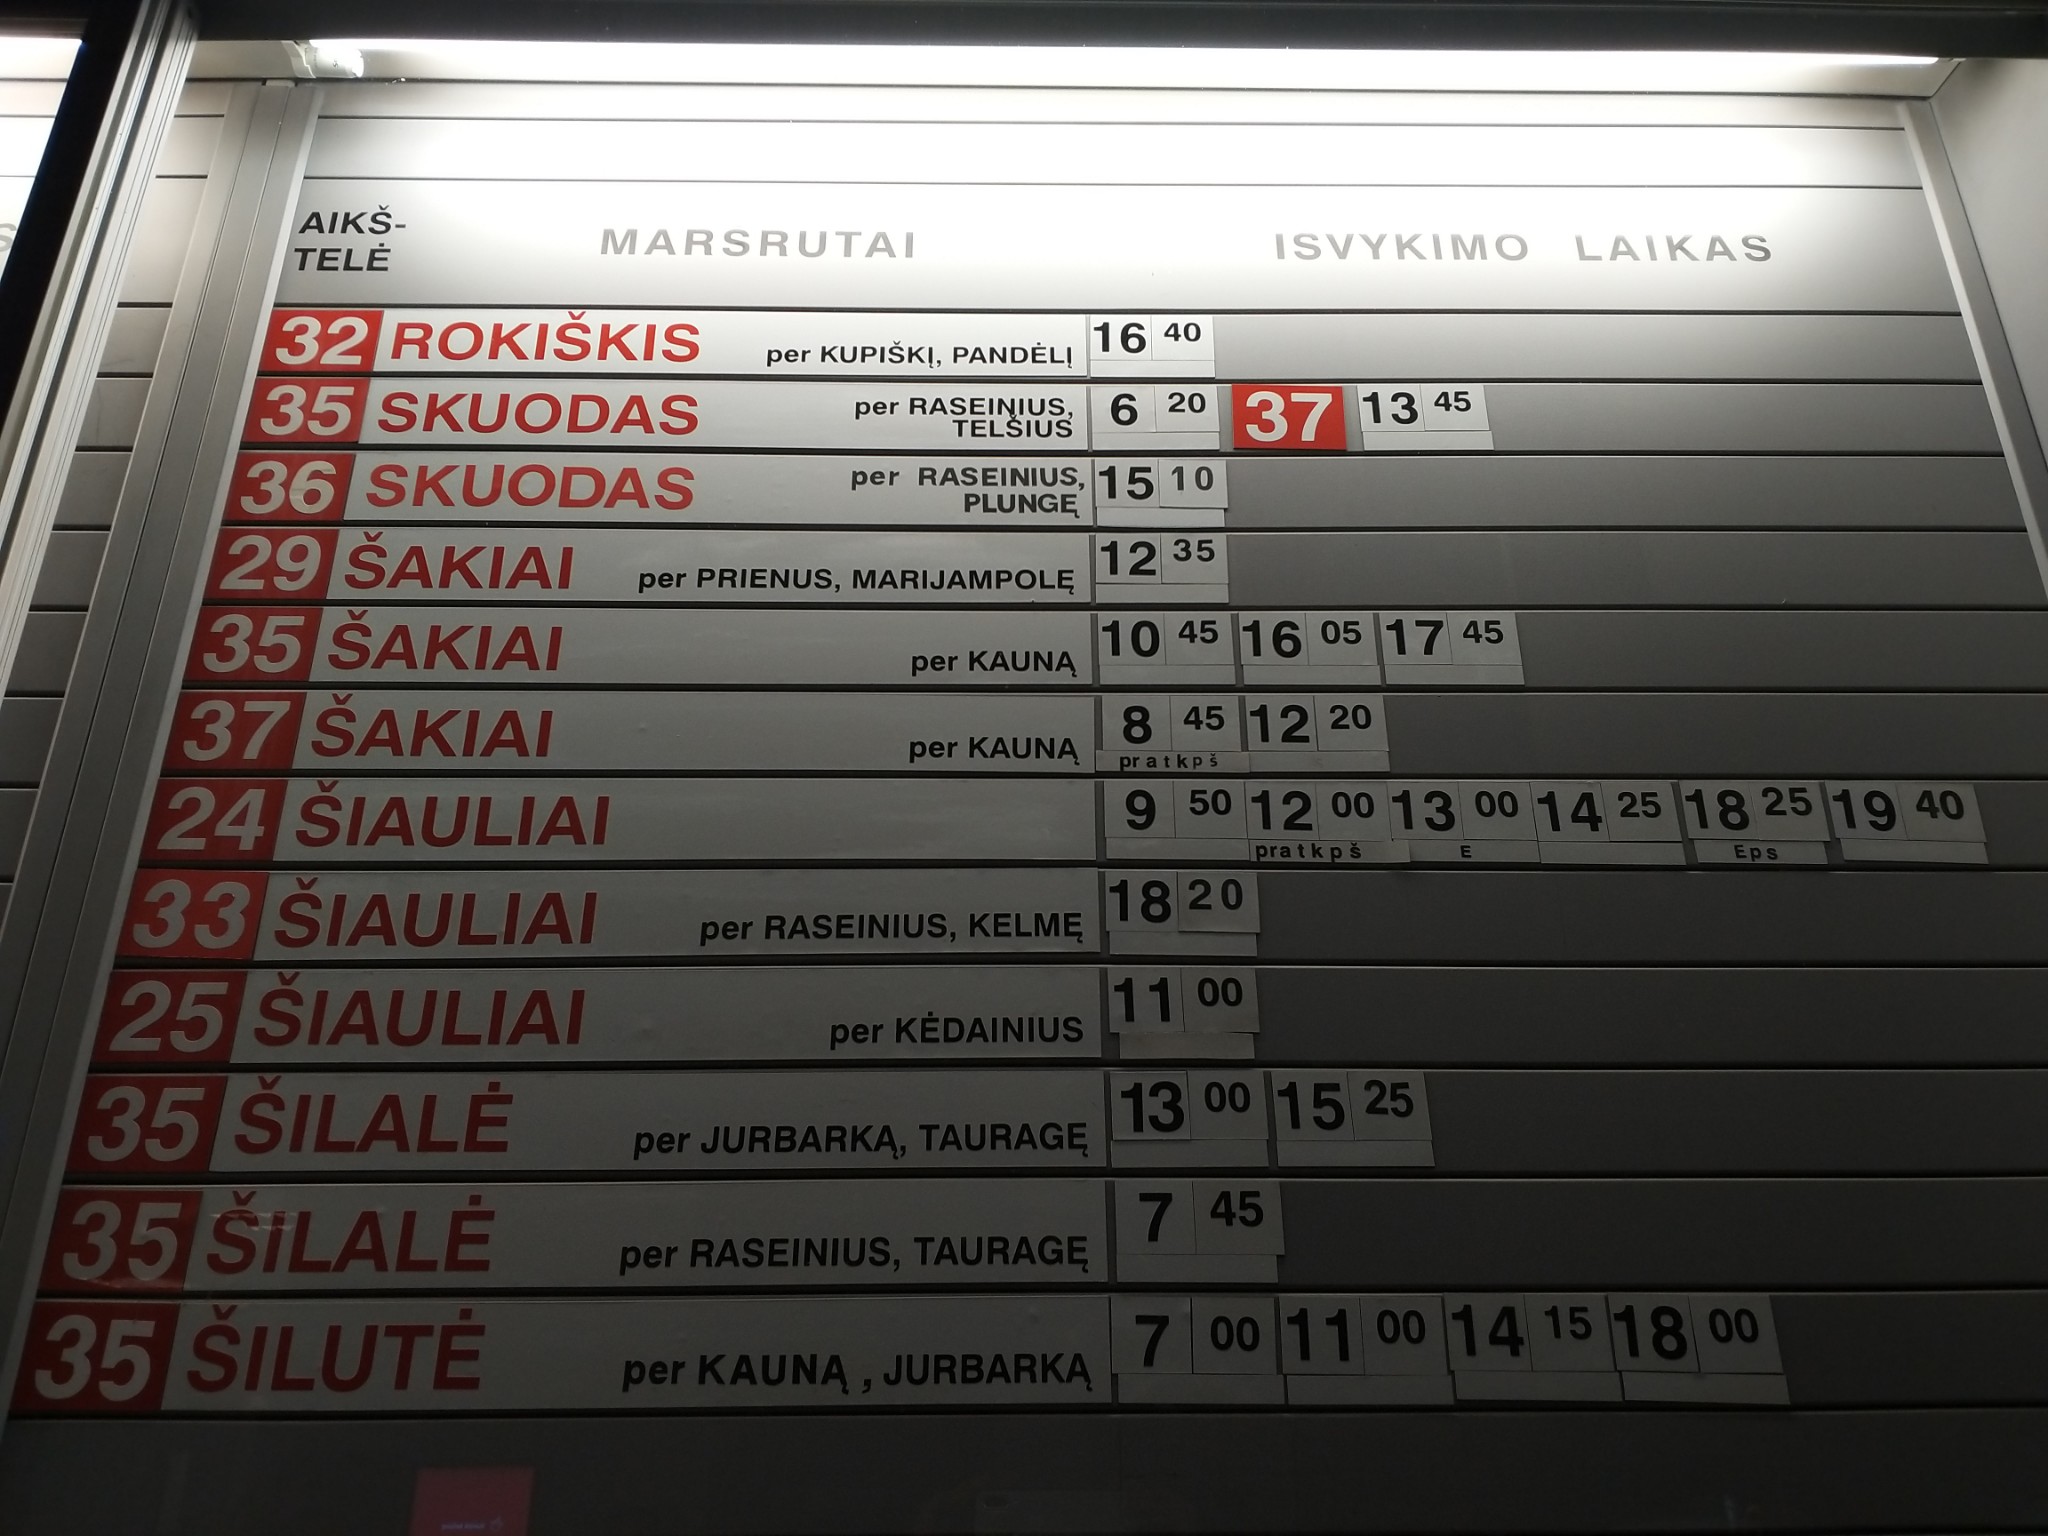 AIKŠ-
TELĖ
MARSRUTAI ISVYKIMO LAIKAS
32 ROKIŠKIS per KUPIŠKĮ, PANDĖLĮ 16 40
35 SKUODAS per RASEINIUS, TELŠIUS 6 20 37 13 45
36 SKUODAS per RASEINIUS, PLUNGĘ 15 10
29 ŠAKIAI per PRIENUS, MARIJAMPOLĘ 12 35
35 ŠAKIAI per KAUNĄ 10 45 16 05 17 45
37 ŠAKIAI per KAUNĄ 8 45 12 20
pratkpš
24 ŠIAULIAI 9 50 12 00 13 00 14 25 18 25 19 40
pratkpš E Eps
33 ŠIAULIAI per RASEINIUS, KELMĘ 18 20
25 ŠIAULIAI per KĖDAINIUS 11 00
35 ŠILALĖ per JURBARKĄ, TAURAGĘ 13 00 15 25
35 ŠILALĖ per RASEINIUS, TAURAGĘ 7 45
35 ŠILUTĖ per KAUNĄ , JURBARKĄ 7 00 11 00 14 15 18 00